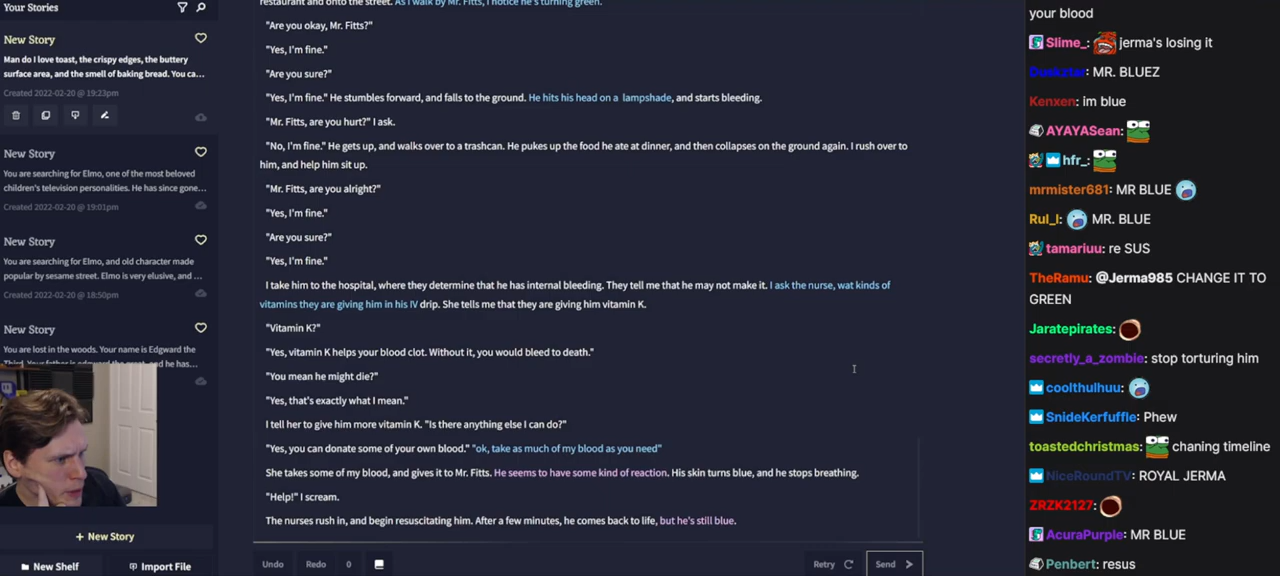 Your Stories
New Story
Man do I love toast, the crispy edges, the buttery
surface area, and the smell of baking bread. You ca...
Created 2022-02-20 @ 19:23pm
New Story
You are searching for Elmo, one of the most beloved
children's television personalities. He has since gone...
Created 2022-02-20 @ 19:01pm
New Story
You are searching for Elmo, and old character made
popular by sesame street. Elmo is very elusive, and ...
Created 2022-02-20 @ 18:50pm
New Story
You are lost in the woods. Your name is Edgward the
+ New Story
New Shelf
Import File
restaurant and onto the street. As I walk by Mr. Fitts, I notice he's turning green.
"Are you okay, Mr. Fitts?"
"Yes, I'm fine."
"Are you sure?"
"Yes, I'm fine." He stumbles forward, and falls to the ground. He hits his head on a lampshade, and starts bleeding.
"Mr. Fitts, are you hurt?" I ask.
"No, I'm fine." He gets up, and walks over to a trashcan. He pukes up the food he ate at dinner, and then collapses on the ground again. I rush over to
him, and help him sit up.
"Mr. Fitts, are you alright?"
"Yes, I'm fine."
"Are you sure?"
"Yes, I'm fine."
I take him to the hospital, where they determine that he has internal bleeding. They tell me that he may not make it. I ask the nurse, wat kinds of
vitamins they are giving him in his IV drip. She tells me that they are giving him vitamin K.
"Vitamin K?"
"Yes, vitamin K helps your blood clot. Without it, you would bleed to death."
"You mean he might die?"
"Yes, that's exactly what I mean."
I tell her to give him more vitamin K. "Is there anything else I can do?"
"Yes, you can donate some of your own blood." "ok, take as much of my blood as you need"
She takes some of my blood, and gives it to Mr. Fitts. He seems to have some kind of reaction. His skin turns blue, and he stops breathing.
"Help!" I scream.
The nurses rush in, and begin resuscitating him. After a few minutes, he comes back to life, but he's still blue.
Undo
Redo
0
Retry
Send
your blood
Slime_: jerma's losing it
MR. BLUEZ
Kenxen: im blue
AYAYASean:
hfr_:
mrmister681: MR BLUE
Rul_I: MR. BLUE
tamariuu: re SUS
TheRamu: @Jerma985 CHANGE IT TO
GREEN
Jaratepirates:
secretly_a_zombie: stop torturing him
coolthulhuu:
SnideKerfuffle: Phew
toastedchristmas: chaning timeline
NiceRoundTV: ROYAL JERMA
ZRZK2127:
AcuraPurple: MR BLUE
Penbert: resus